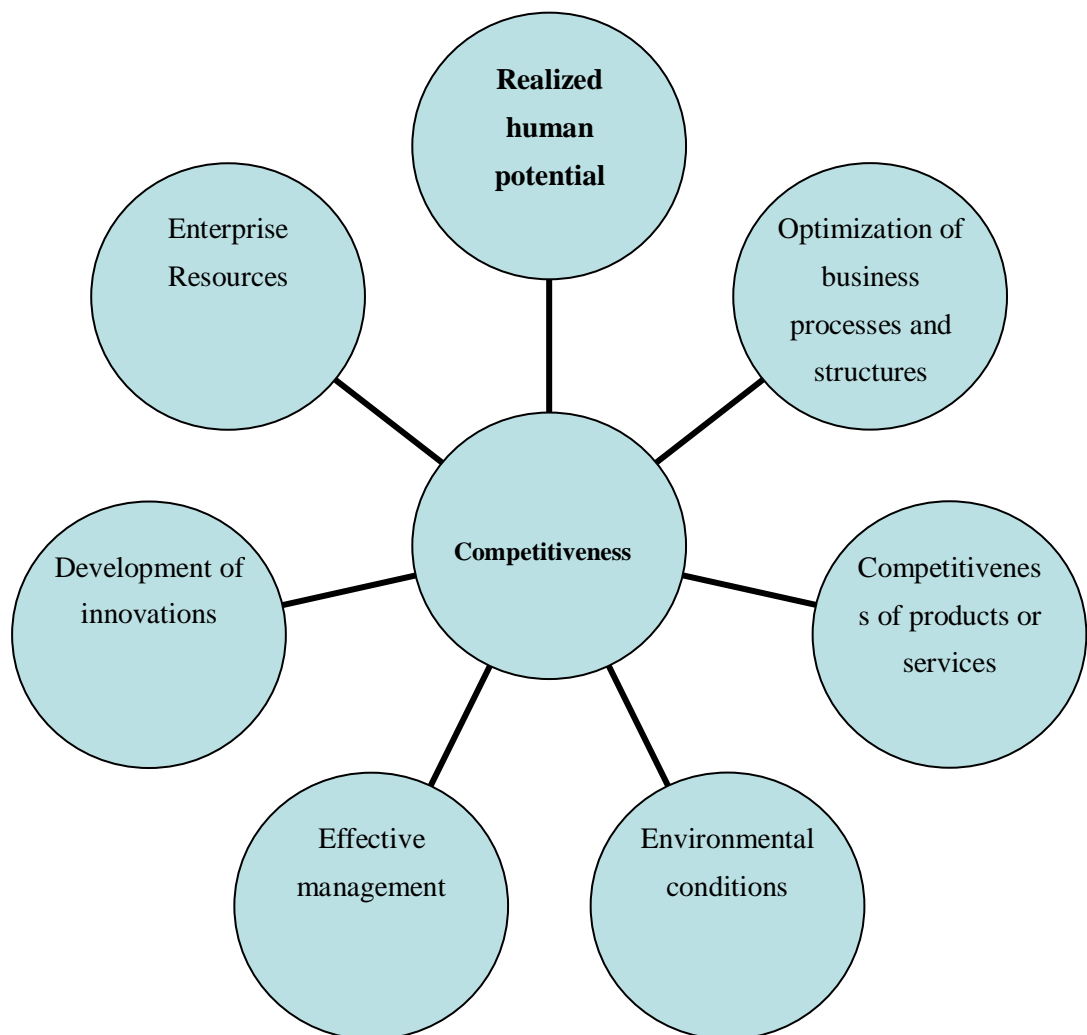 Realized
human
potential
Enterprise
Resources
Optimization of
business
processes and
structures
Competitiveness
Development of
innovations
Competitivenes
s of products or
services
Effective
management
Environmental
conditions